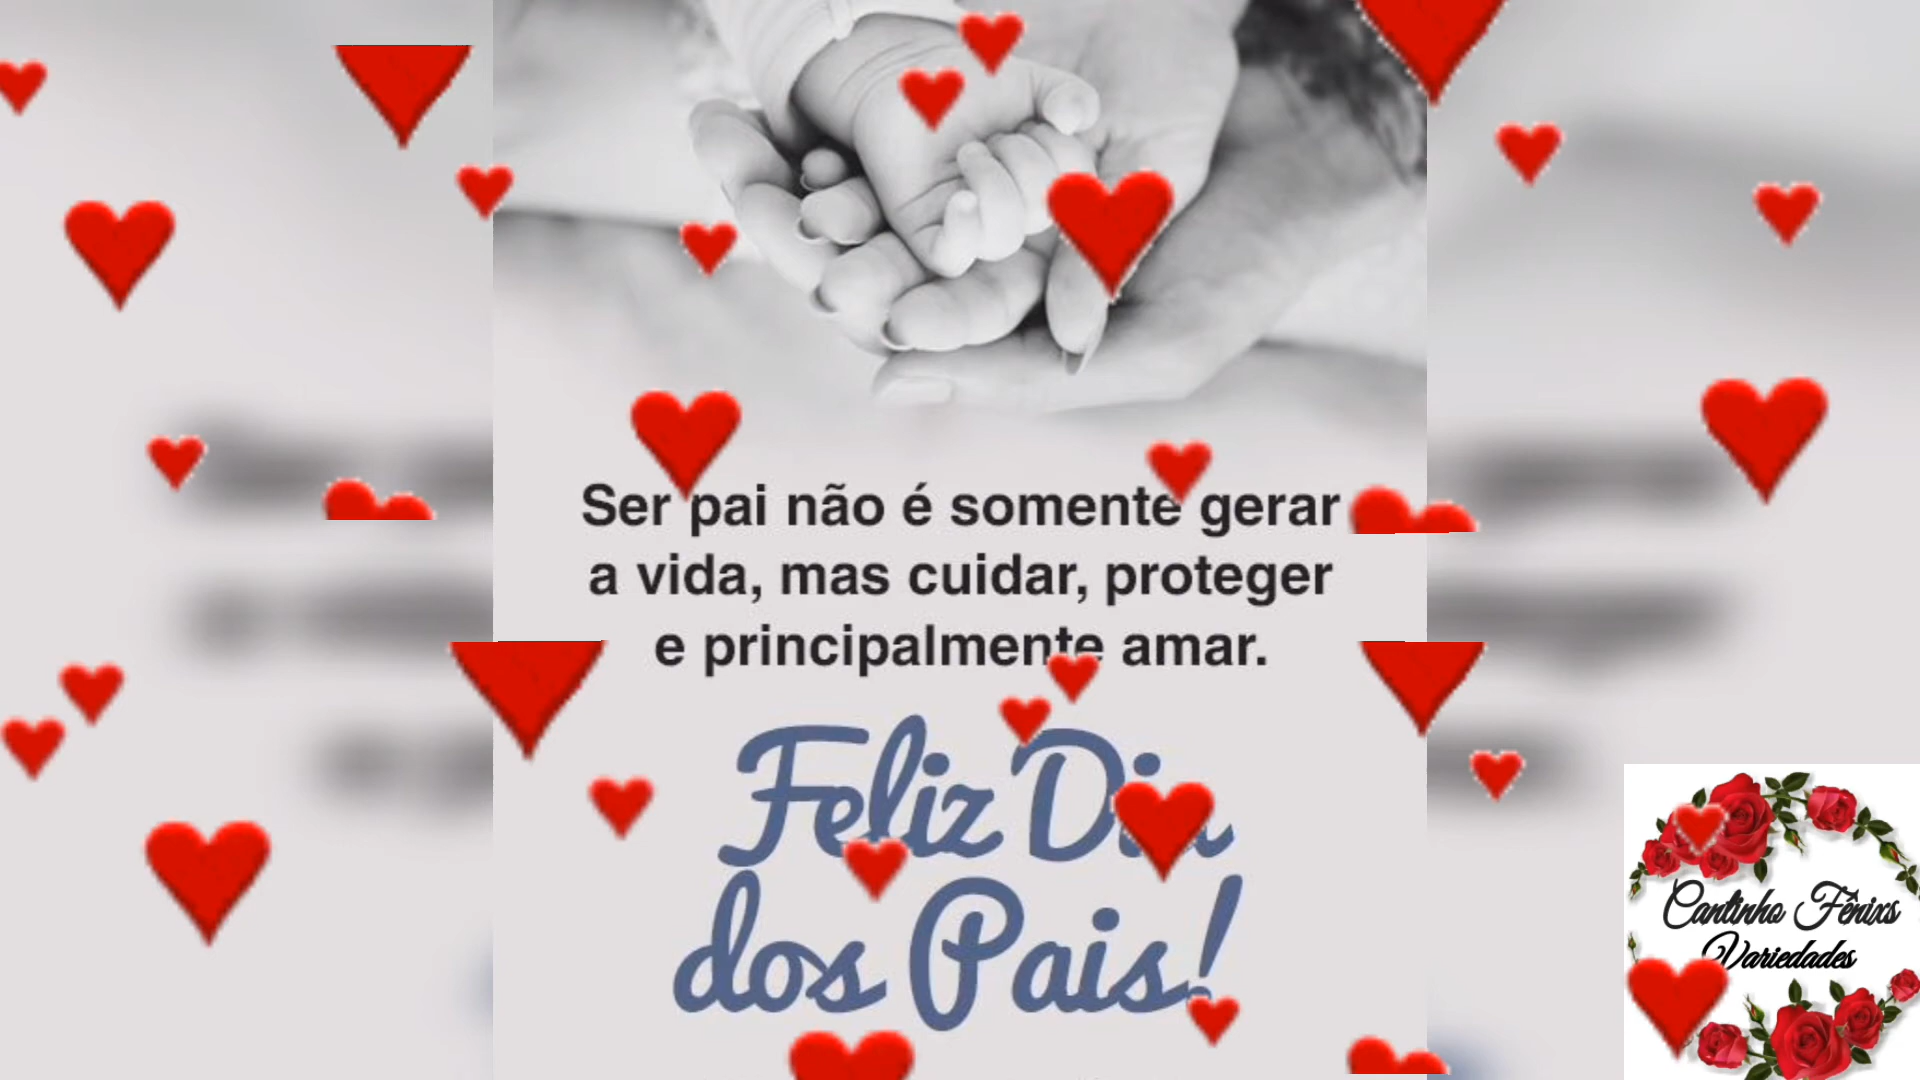 Ser pai não é somente gerar
a vida, mas cuidar, proteger
e principalmente amar.
Feliz Dia
dos Pais!
Cantinho Fênixs
Variedades